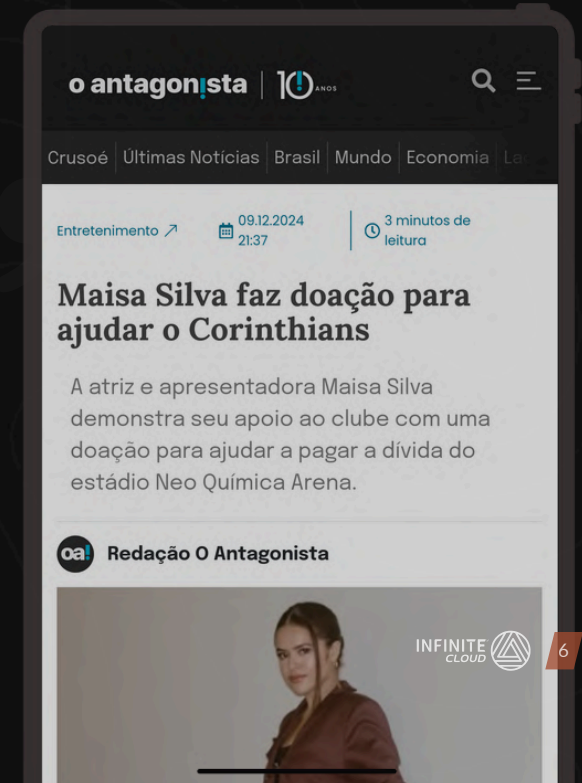 o antagon!sta | 10 ANOS
Crusoé Últimas Notícias Brasil Mundo Economia
Entretenimento
09.12.2024
21:37
3 minutos de
leitura
Maisa Silva faz doação para
ajudar o Corinthians
A atriz e apresentadora Maisa Silva
demonstra seu apoio ao clube com uma
doação para ajudar a pagar a dívida do
estádio Neo Química Arena.
oa! Redação O Antagonista
INFINITE
CLOUD
6